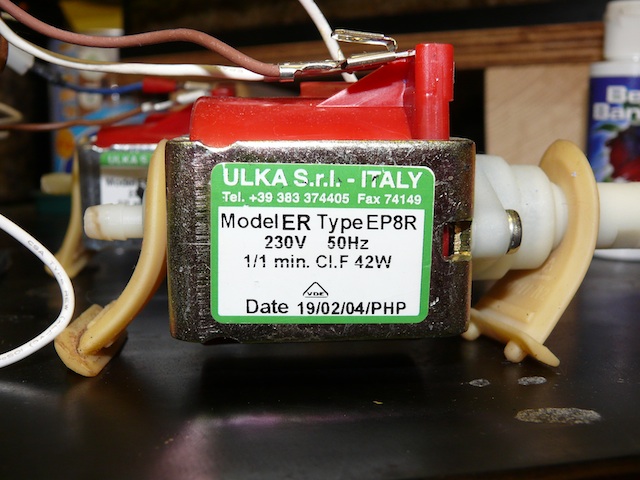 ULKA S.r.l. - ITALY
Tel. +39 383 374405 Fax 74149
Model ER Type EP8R
230V 50Hz
1/1 min. Cl.F 42W
VDE
Date 19/02/04/PHP
ULKA S.r.l.